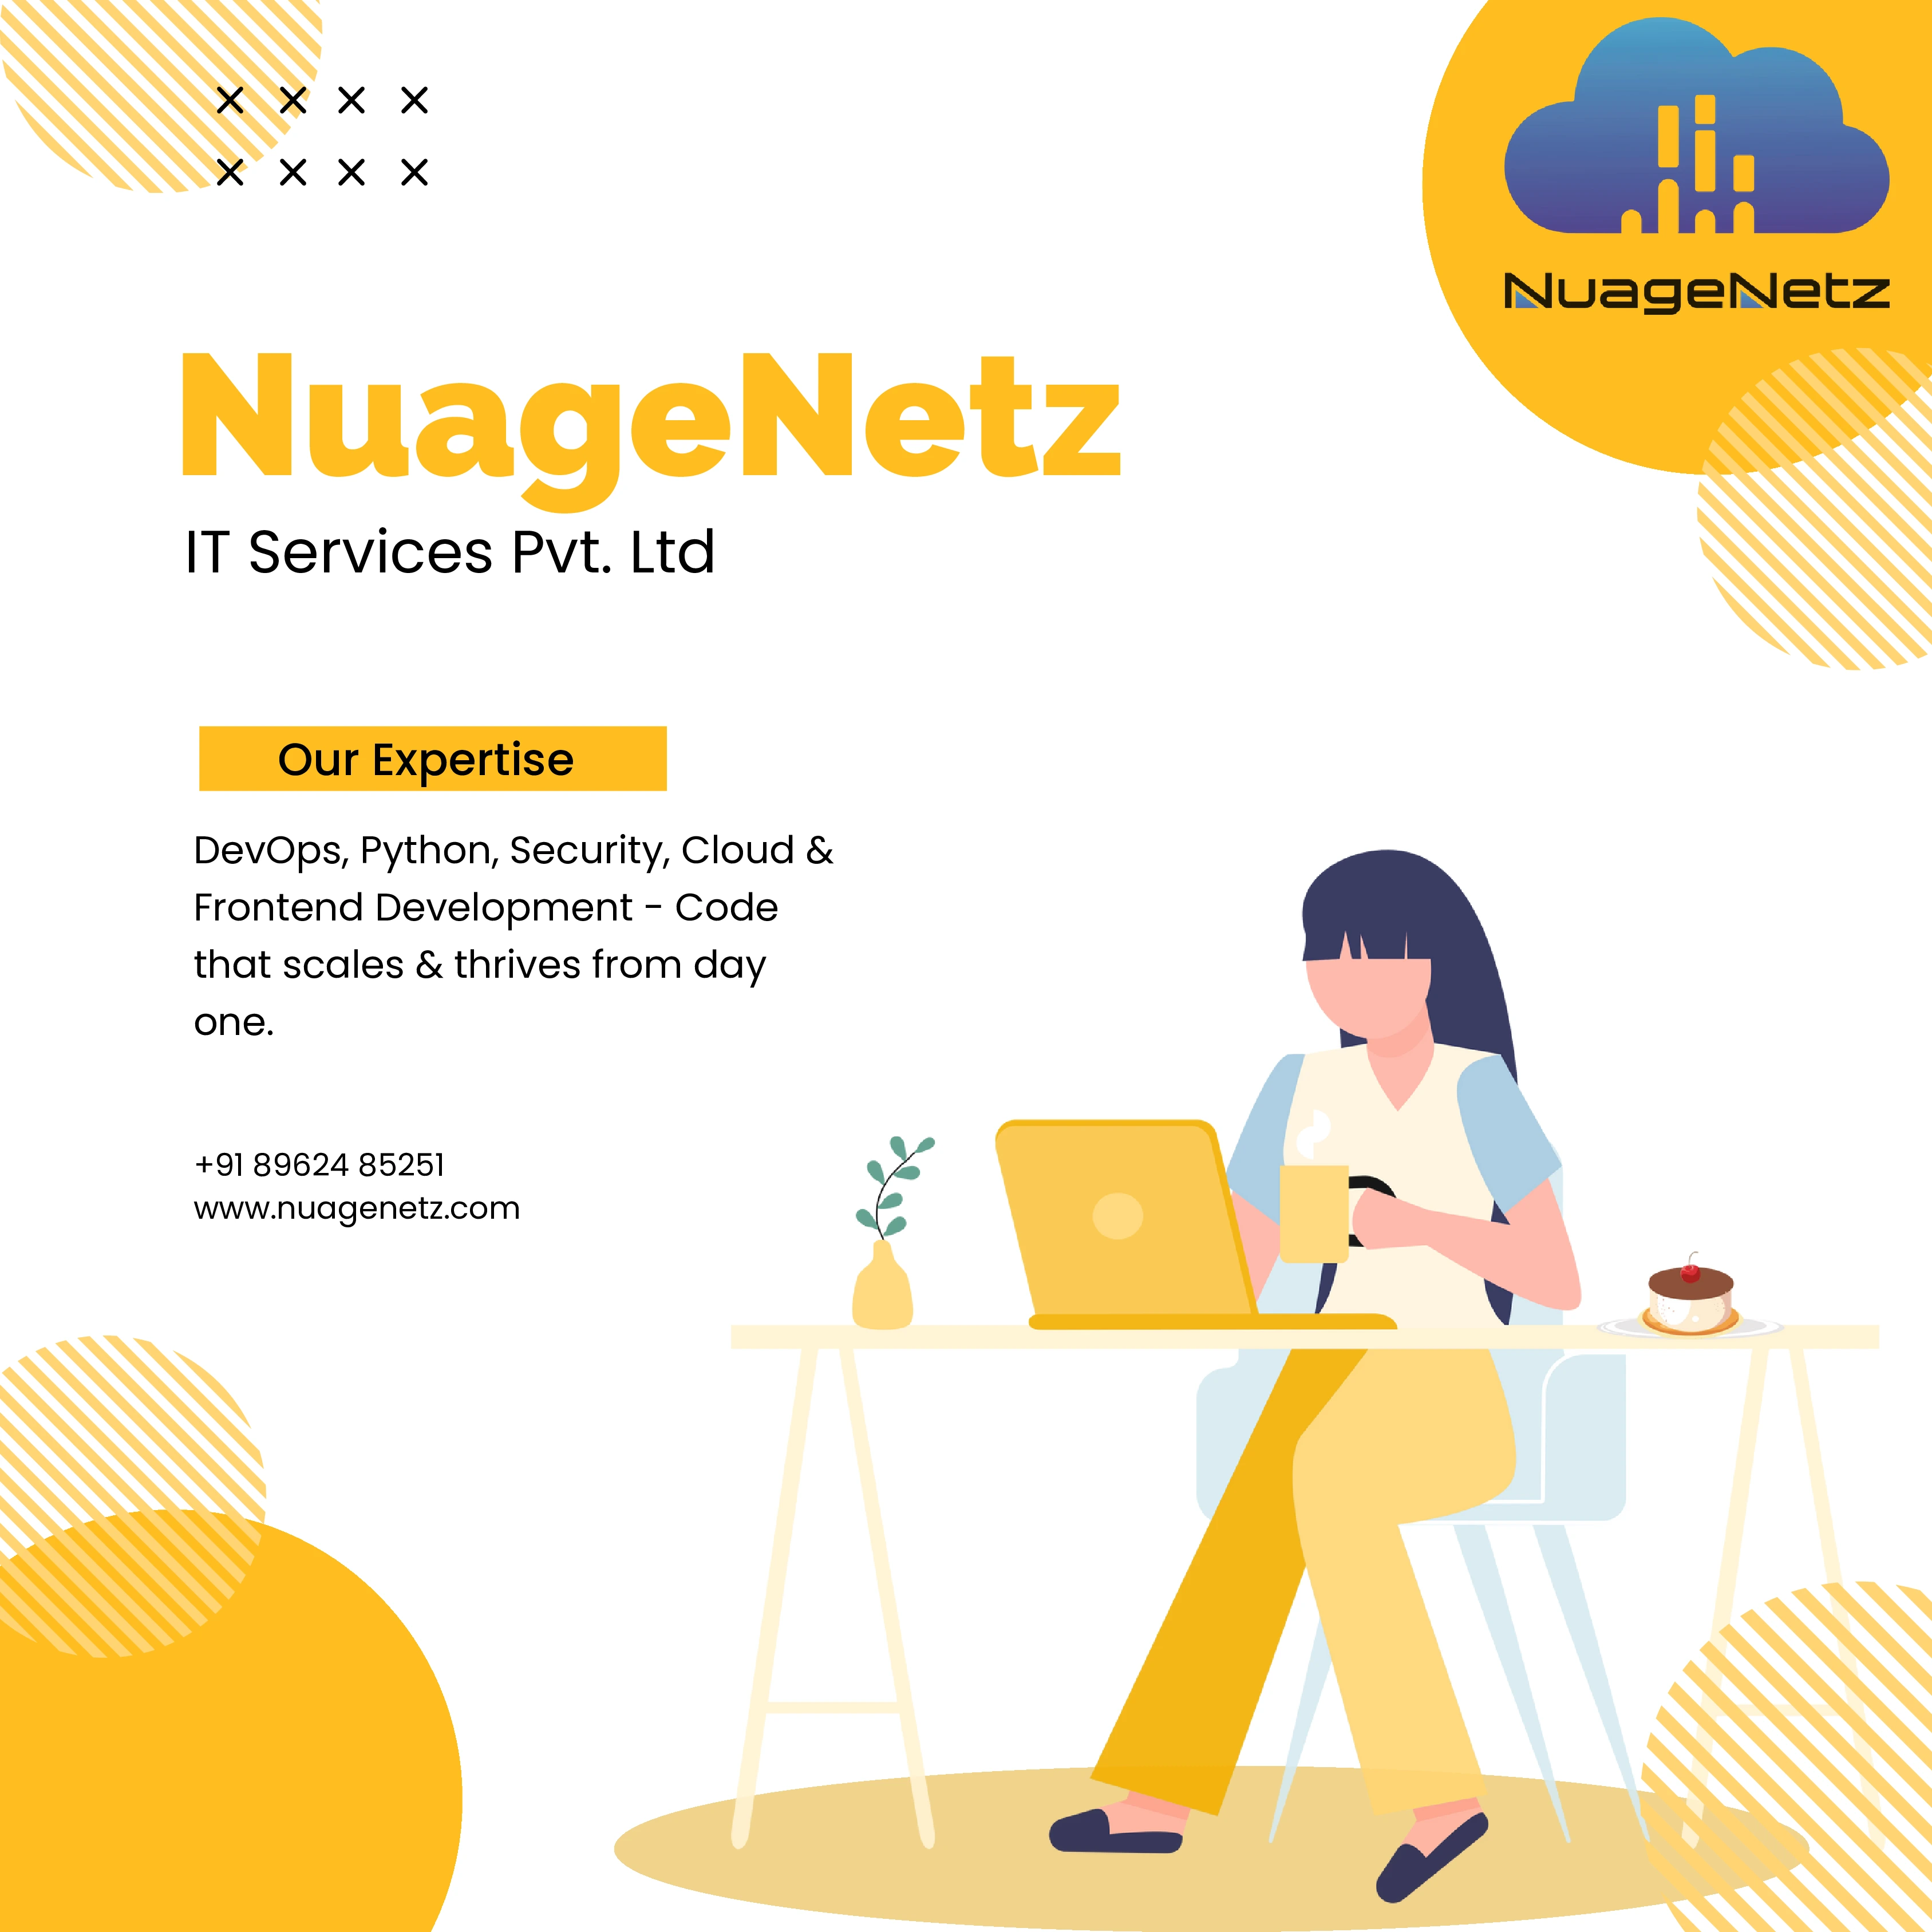 NuageNetz
NuageNetz
IT Services Pvt. Ltd
Our Expertise
DevOps, Python, Security, Cloud &
Frontend Development - Code
that scales & thrives from day
one.
+91 89624 85251
www.nuagenetz.com